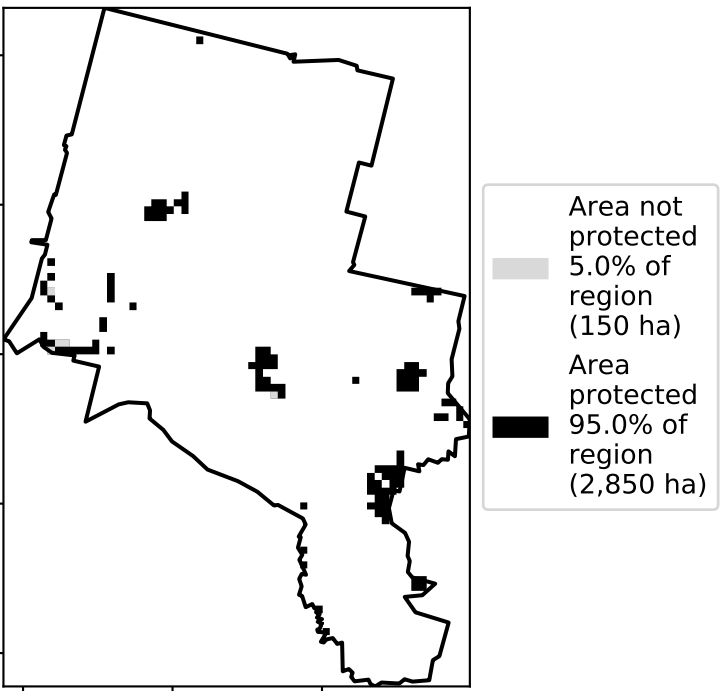 Area not
protected
5.0% of
region
(150 ha)
Area
protected
95.0% of
region
(2,850 ha)